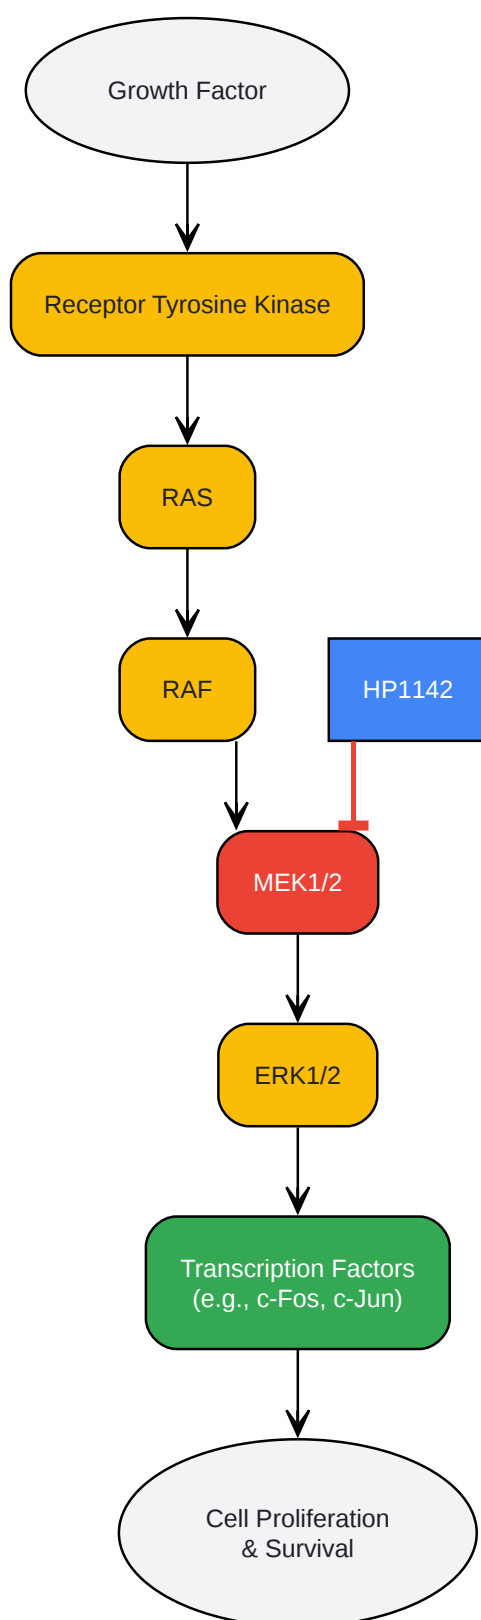 Growth Factor
Receptor Tyrosine Kinase
RAS
RAF
HP1142
MEK1/2
ERK1/2
Transcription Factors
(e.g., c-Fos, c-Jun)
Cell Proliferation
& Survival